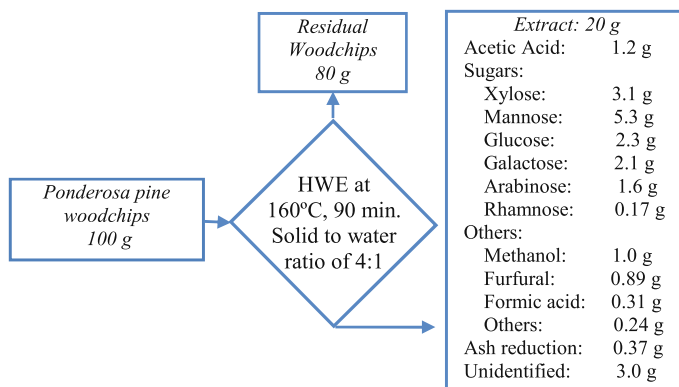 Residual
Woodchips
80 g
Ponderosa pine
woodchips
100 g
HWE at
160ºC, 90 min.
Solid to water
ratio of 4:1
Extract: 20 g
Acetic Acid: 1.2 g
Sugars:
Xylose: 3.1 g
Mannose: 5.3 g
Glucose: 2.3 g
Galactose: 2.1 g
Arabinose: 1.6 g
Rhamnose: 0.17 g
Others:
Methanol: 1.0 g
Furfural: 0.89 g
Formic acid: 0.31 g
Others: 0.24 g
Ash reduction: 0.37 g
Unidentified: 3.0 g